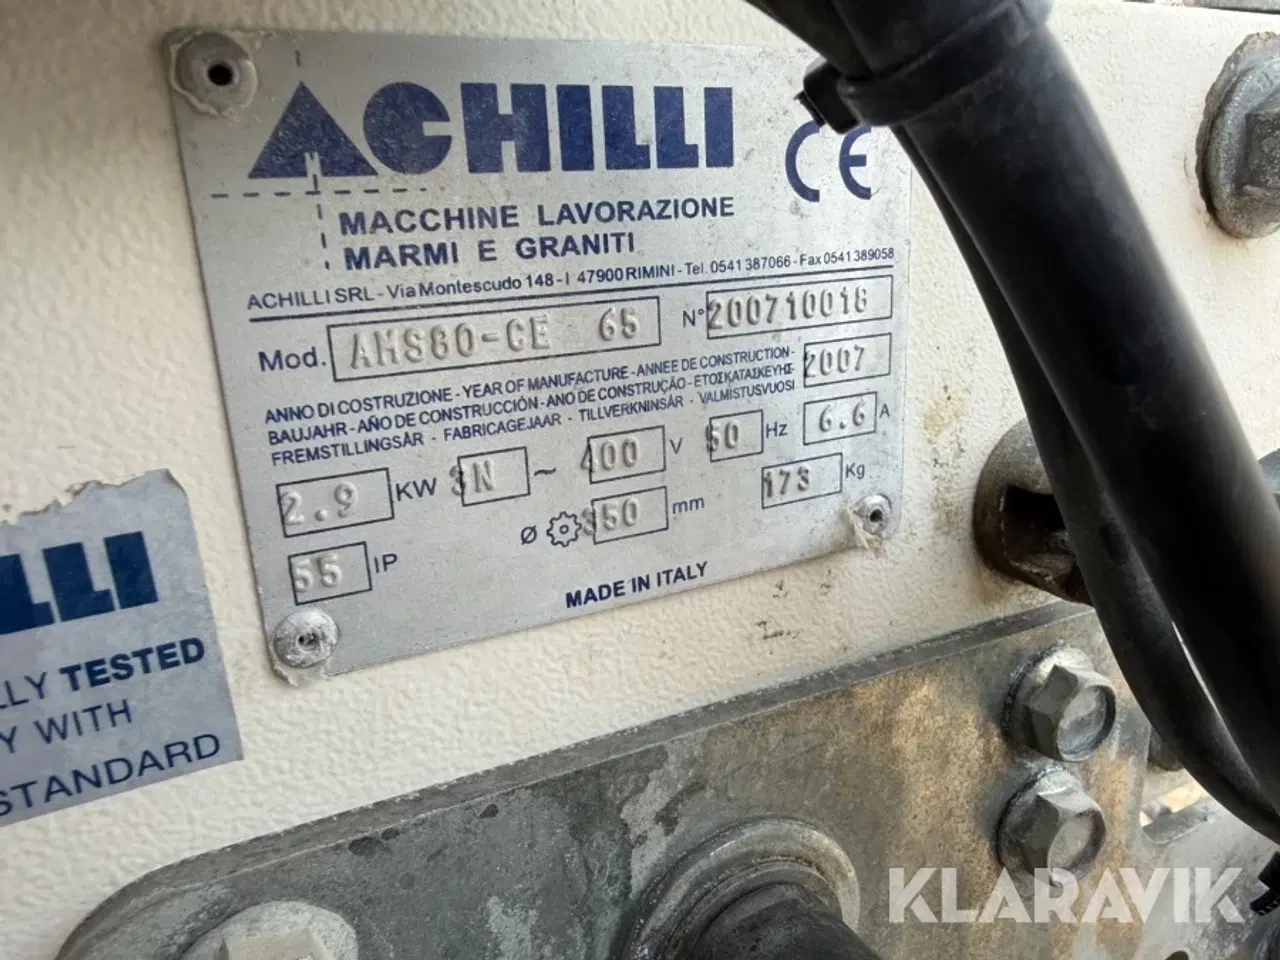 ACHILLI
CE
MACCHINE LAVORAZIONE
MARMI E GRANITI
ACHILLI SRL - Via Montescudo 148 - I 47900 RIMINI - Tel. 0541 387066 - Fax 0541 389058
Mod. AMS80-CE 65 N° 200710018
ANNO DI COSTRUZIONE - YEAR OF MANUFACTURE - ANNEE DE CONSTRUCTION -
BAUJAHR - AÑO DE CONSTRUCCIÓN - ANO DE CONSTRUÇÃO - ΕΤΟΣ ΚΑΤΑΣΚΕΥΗΣ
FREMSTILLINGSÅR - FABRICAGEJAAR - TILLVERKNINSÅR - VALMISTUSVUOSI
2007
2.9 KW 3N ~ 400 V 50 Hz 6.6 A
55 IP Ø 350 mm 173 Kg
MADE IN ITALY
LLI
LLY TESTED
Y WITH
STANDARD
KLARAVIK